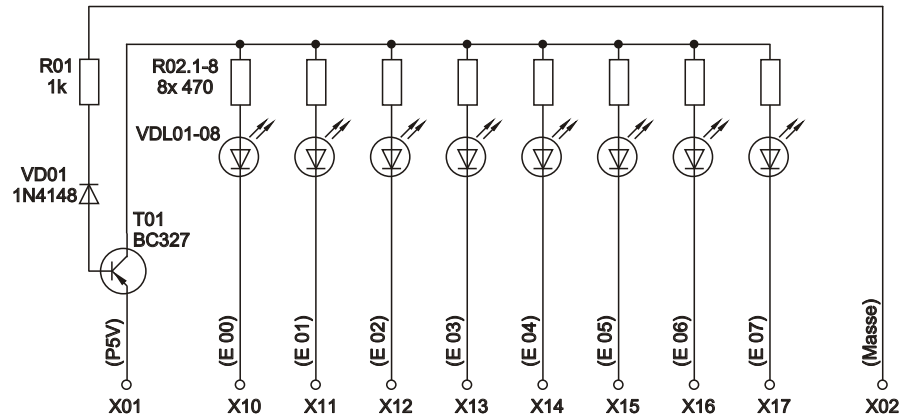 R01
1k
R02.1-8
8x 470
VDL01-08
VD01
1N4148
T01
BC327
(P5V)
(E 00)
(E 01)
(E 02)
(E 03)
(E 04)
(E 05)
(E 06)
(E 07)
(Masse)
X01 X10 X11 X12 X13 X14 X15 X16 X17 X02